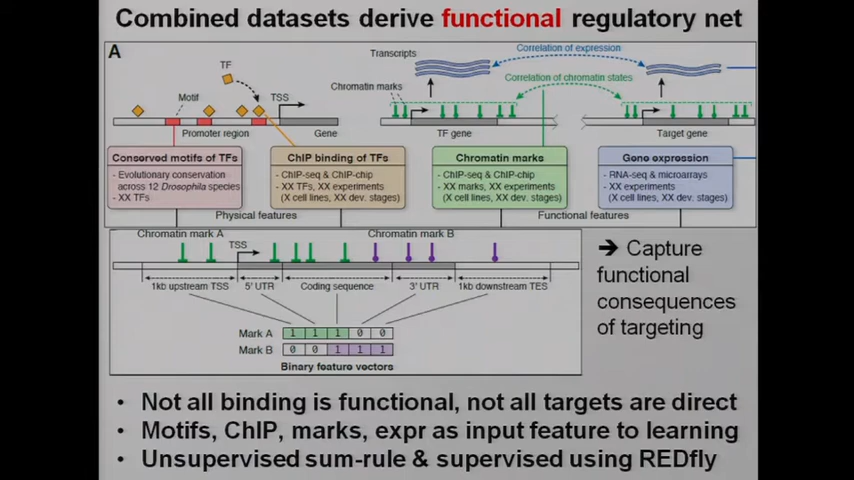 Combined datasets derive functional regulatory net
A
Transcripts
Correlation of expression
TF
Correlation of chromatin states
Motif
TSS
Chromatin marks
Promoter region
Gene
TF gene
Target gene
Conserved motifs of TFs
- Evolutionary conservation
across 12 Drosophila species
- XX TFs
ChIP binding of TFs
- ChIP-seq & ChIP-chip
- XX TFs, XX experiments
(X cell lines, XX dev. stages)
Chromatin marks
- ChIP-seq & ChIP-chip
- XX marks, XX experiments
(X cell lines, XX dev. stages)
Gene expression
- RNA-seq & microarrays
- XX experiments
(X cell lines, XX dev. stages)
Physical features
Functional features
Chromatin mark A
TSS
Chromatin mark B
1kb upstream TSS
5' UTR
Coding sequence
3' UTR
1kb downstream TES
Mark A 1 1 1 0 0
Mark B 0 0 1 1 1
Binary feature vectors
➔ Capture
functional
consequences
of targeting
• Not all binding is functional, not all targets are direct
• Motifs, ChIP, marks, expr as input feature to learning
• Unsupervised sum-rule & supervised using REDfly